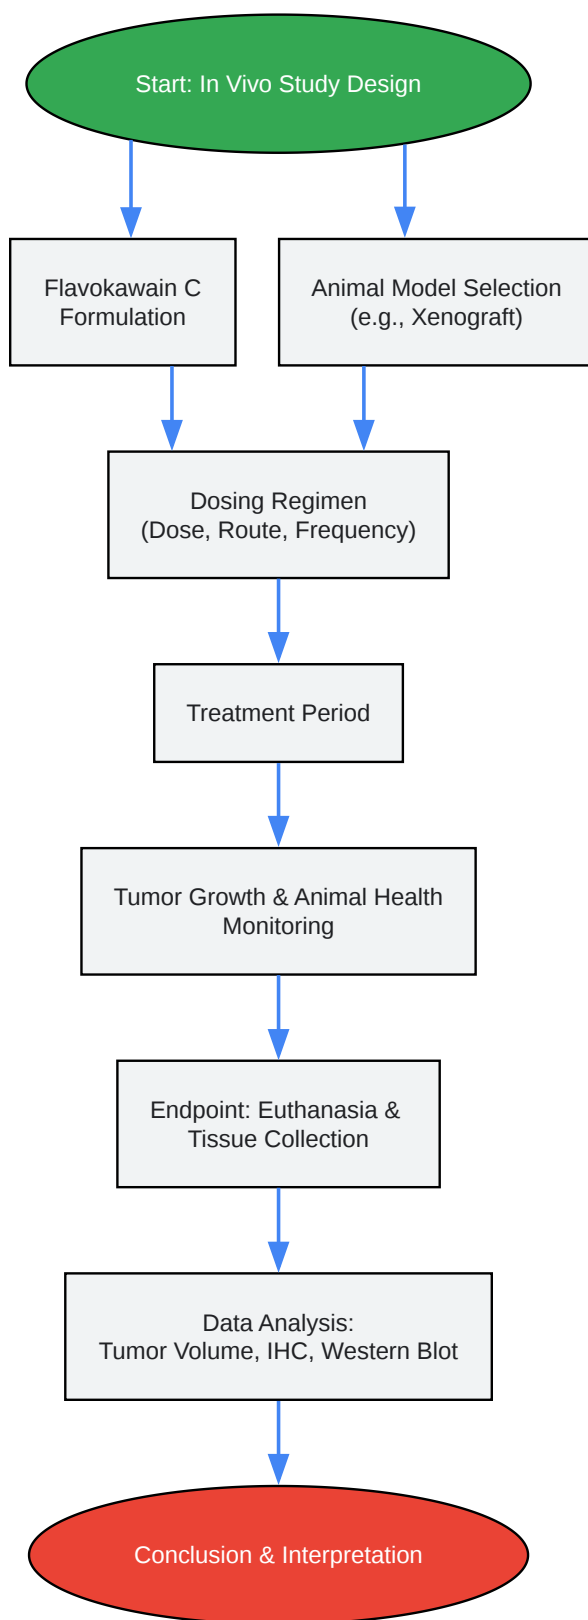 Start: In Vivo Study Design
Flavokawain C
Formulation
Animal Model Selection
(e.g., Xenograft)
Dosing Regimen
(Dose, Route, Frequency)
Treatment Period
Tumor Growth & Animal Health
Monitoring
Endpoint: Euthanasia &
Tissue Collection
Data Analysis:
Tumor Volume, IHC, Western Blot
Conclusion & Interpretation